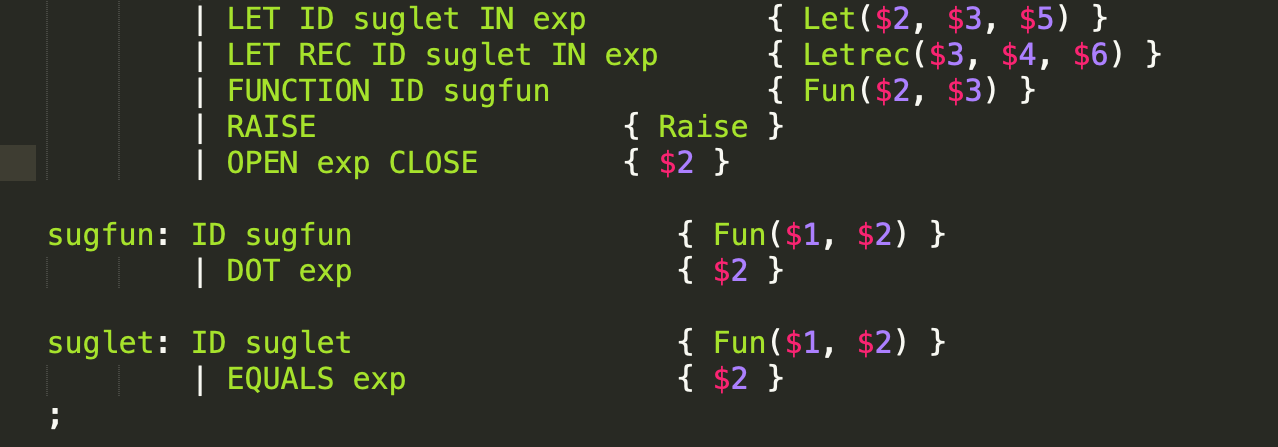 | LET ID suglet IN exp { Let($2, $3, $5) }
| LET REC ID suglet IN exp { Letrec($3, $4, $6) }
| FUNCTION ID sugfun { Fun($2, $3) }
| RAISE { Raise }
| OPEN exp CLOSE { $2 }
sugfun: ID sugfun { Fun($1, $2) }
| DOT exp { $2 }
suglet: ID suglet { Fun($1, $2) }
| EQUALS exp { $2 }
;